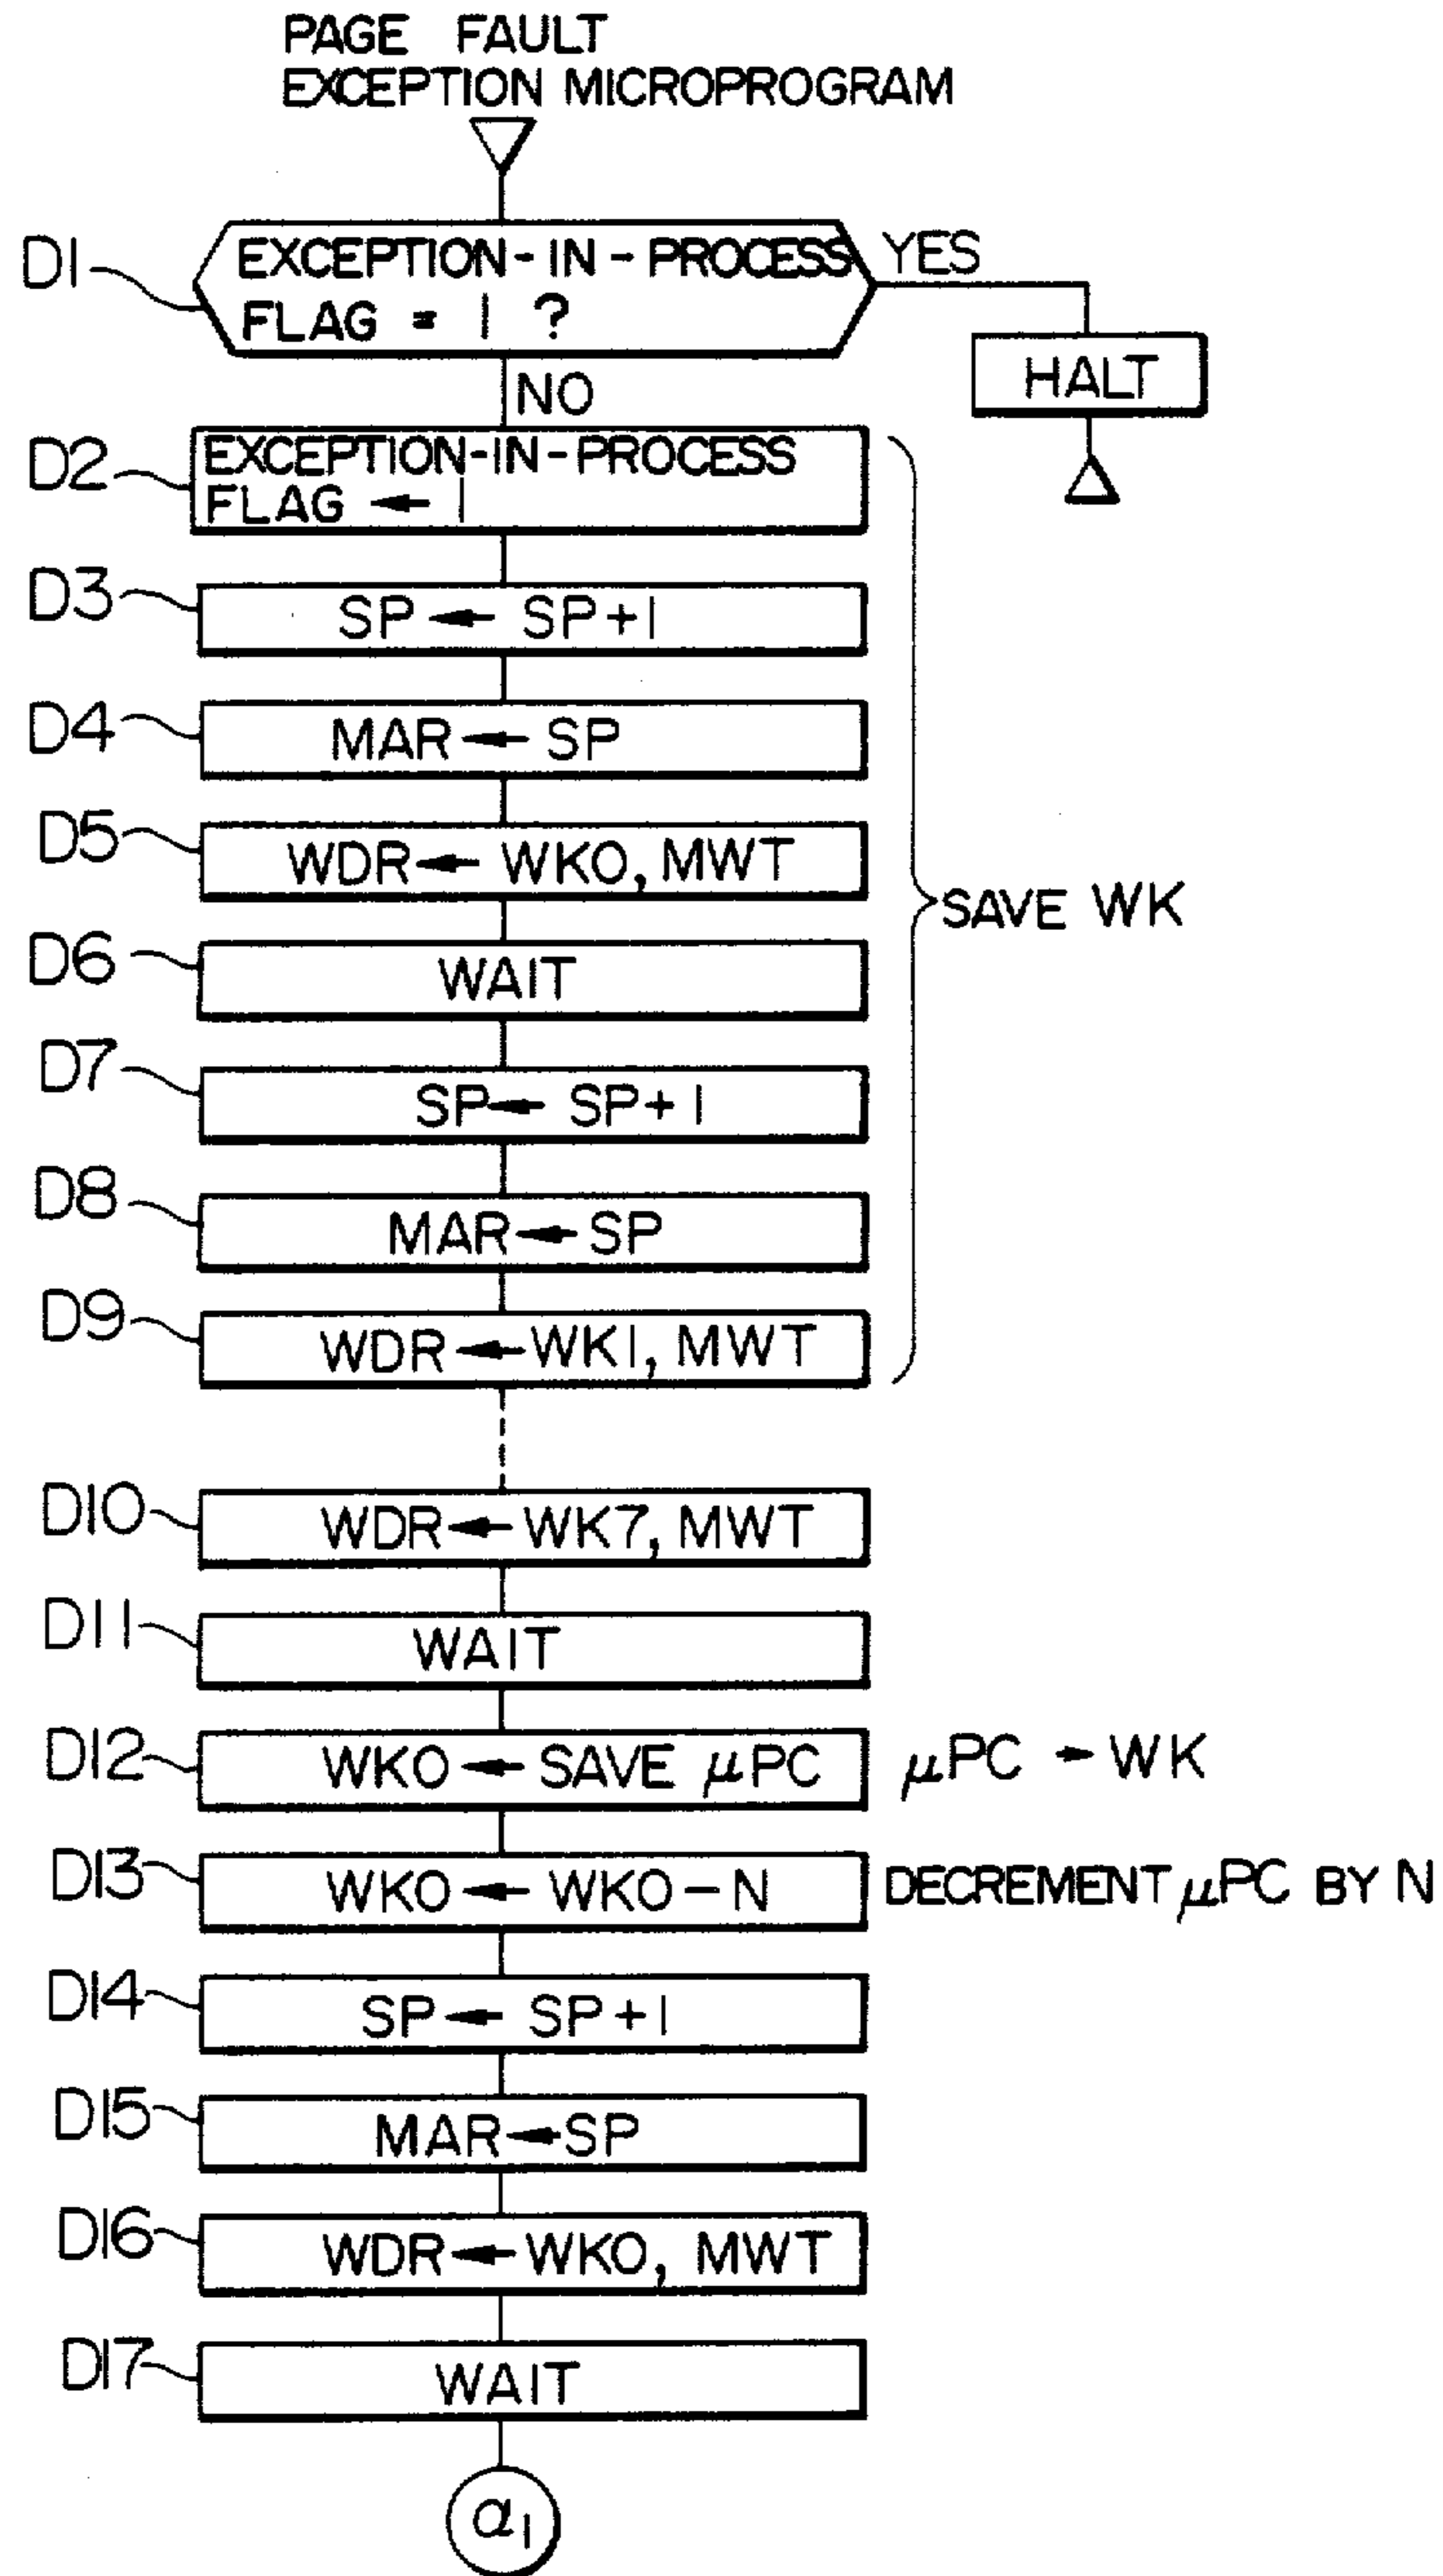 PAGE FAULT
EXCEPTION MICROPROGRAM
D1
EXCEPTION-IN-PROCESS
FLAG = 1 ?
YES
HALT
NO
D2
EXCEPTION-IN-PROCESS
FLAG ← 1
D3
SP ← SP+1
D4
MAR ← SP
D5
WDR ← WK0, MWT
SAVE WK
D6
WAIT
D7
SP ← SP+1
D8
MAR ← SP
D9
WDR ← WK1, MWT
D10
WDR ← WK7, MWT
D11
WAIT
D12
WK0 ← SAVE μPC
μPC → WK
D13
WK0 ← WK0 - N
DECREMENT μPC BY N
D14
SP ← SP+1
D15
MAR ← SP
D16
WDR ← WK0, MWT
D17
WAIT
α1